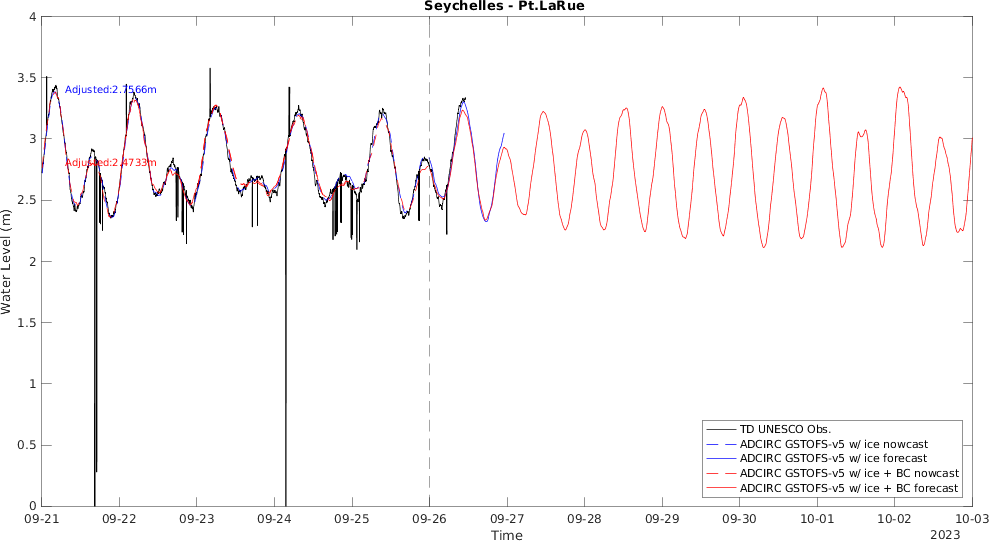 Seychelles - Pt.LaRue
Water Level (m)
4
3.5
3
2.5
2
1.5
1
0.5
0
Adjusted:2.7566m
Adjusted:2.4733m
TD UNESCO Obs.
ADCIRC GSTOFS-v5 w/ ice nowcast
ADCIRC GSTOFS-v5 w/ ice forecast
ADCIRC GSTOFS-v5 w/ ice + BC nowcast
ADCIRC GSTOFS-v5 w/ ice + BC forecast
09-21 09-22 09-23 09-24 09-25 09-26 09-27 09-28 09-29 09-30 10-01 10-02 10-03
Time
2023